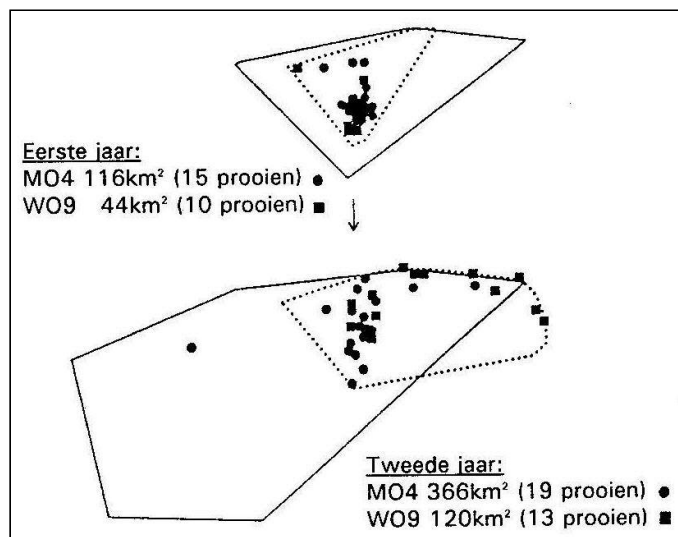 Eerste jaar:
MO4 116km² (15 prooien) ●
WO9 44km² (10 prooien) ■
Tweede jaar:
MO4 366km² (19 prooien) ●
WO9 120km² (13 prooien) ■